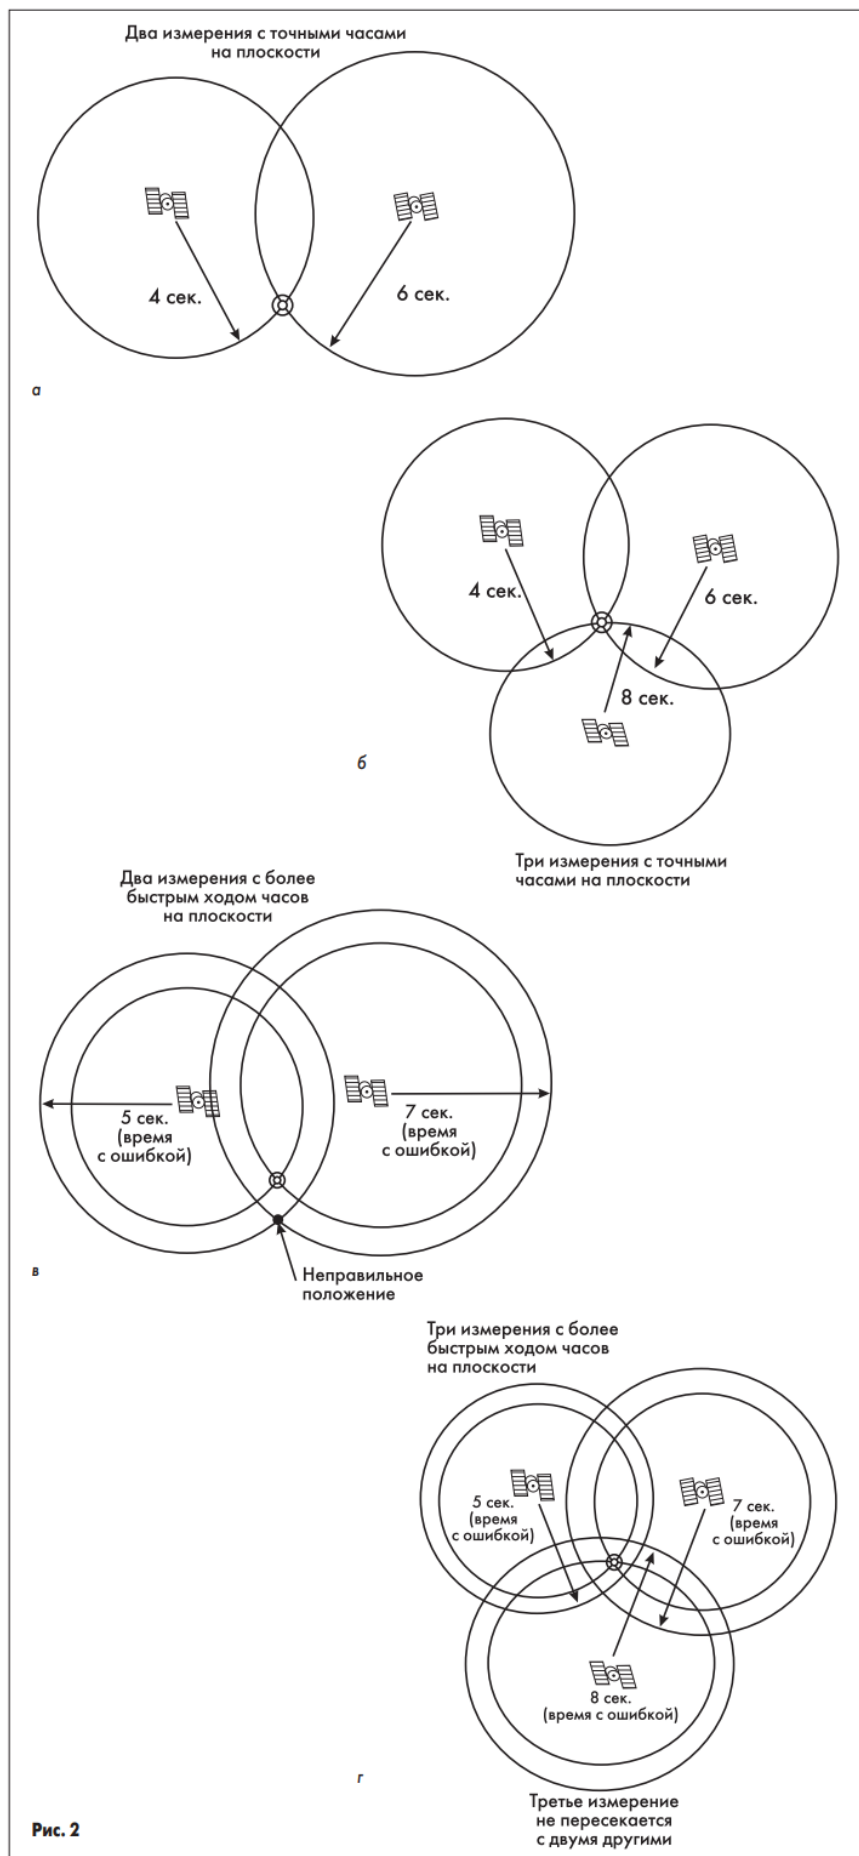 Два измерения с точными часами
на плоскости
4 сек.
6 сек.
а
4 сек.
6 сек.
8 сек.
б
Три измерения с точными
часами на плоскости
Два измерения с более
быстрым ходом часов
на плоскости
5 сек.
(время
с ошибкой)
7 сек.
(время
с ошибкой)
Неправильное
положение
в
Три измерения с более
быстрым ходом часов
на плоскости
5 сек.
(время
с ошибкой)
7 сек.
(время
с ошибкой)
8 сек.
(время с ошибкой)
г
Третье измерение
не пересекается
с двумя другими
Рис. 2